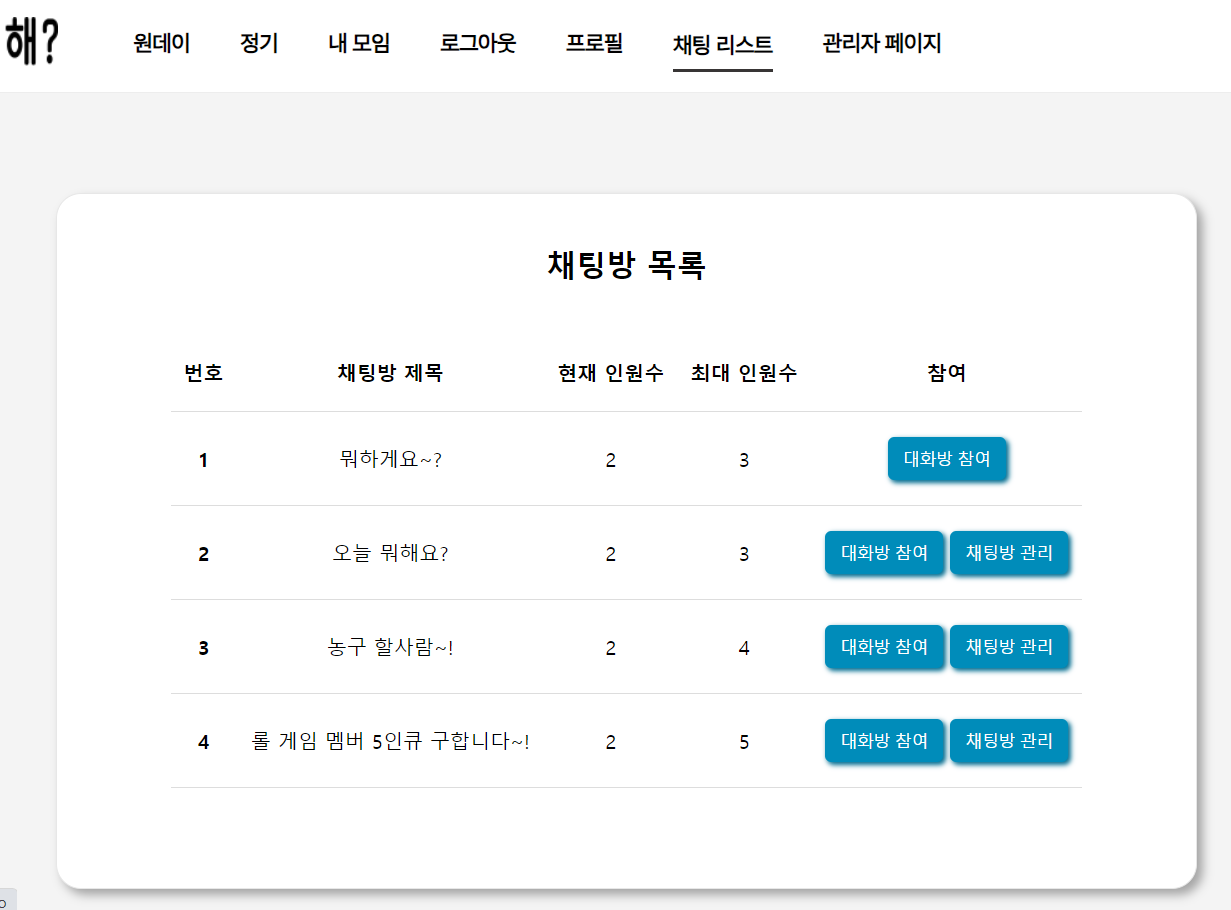 해?
원데이 정기 내 모임 로그아웃 프로필 채팅 리스트 관리자 페이지
채팅방 목록
번호 채팅방 제목 현재 인원수 최대 인원수 참여
1 뭐하게요~? 2 3 대화방 참여
2 오늘 뭐해요? 2 3 대화방 참여 채팅방 관리
3 농구 할사람~! 2 4 대화방 참여 채팅방 관리
4 롤 게임 멤버 5인큐 구합니다~! 2 5 대화방 참여 채팅방 관리